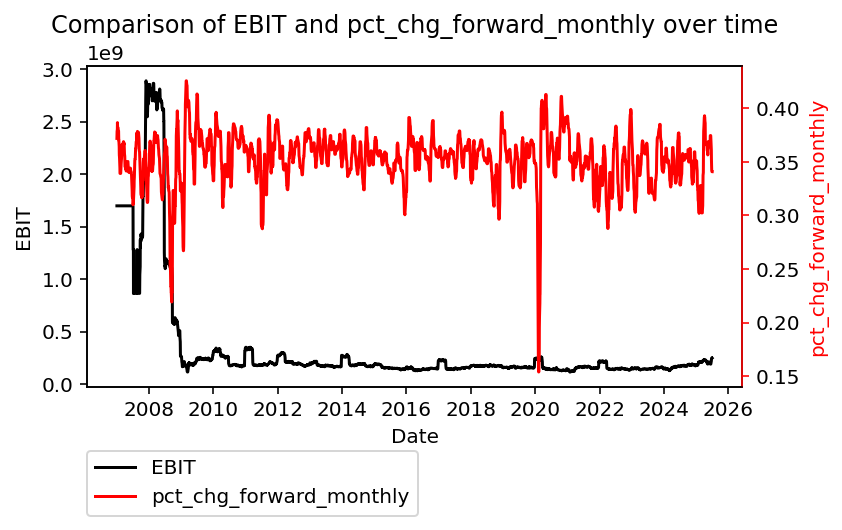 Comparison of EBIT and pct_chg_forward_monthly over time
1e9
3.0
2.5
2.0
1.5
1.0
0.5
0.0
EBIT
0.40
0.35
0.30
0.25
0.20
0.15
pct_chg_forward_monthly
2008 2010 2012 2014 2016 2018 2020 2022 2024 2026
Date
EBIT
pct_chg_forward_monthly